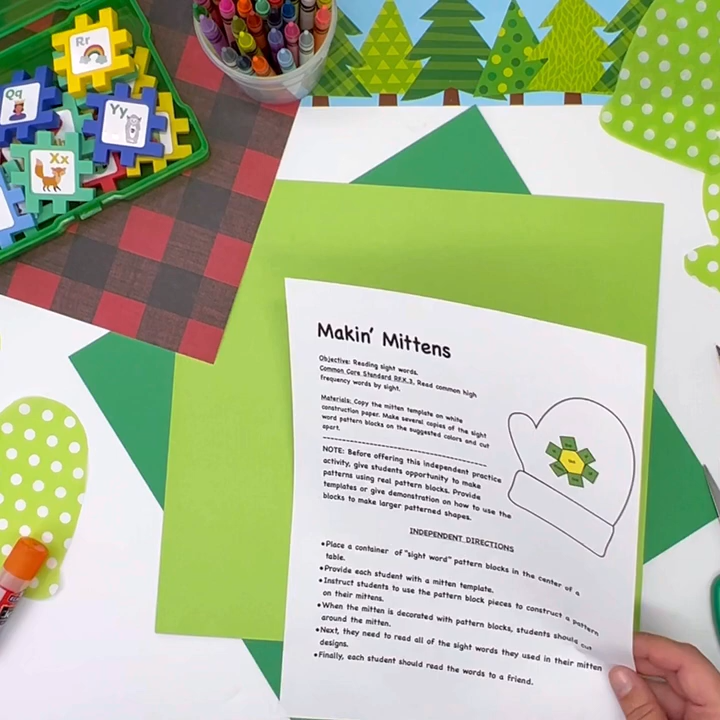 Rr
Qq
Yy
Xx
Makin' Mittens
Objective: Reading sight words.
Common Core Standard RFK.3. Read common high
frequency words by sight.
Materials: Copy the mitten template on white
construction paper. Make several copies of the sight
word pattern blocks on the suggested colors and cut
apart.
NOTE: Before offering this independent practice
activity, give students opportunity to make
patterns using real pattern blocks. Provide
templates or give demonstration on how to use the
blocks to make larger patterned shapes.
INDEPENDENT DIRECTIONS
•Place a container of "sight word" pattern blocks in the center of a
table.
•Provide each student with a mitten template.
•Instruct students to use the pattern block pieces to construct a pattern
on their mittens.
•When the mitten is decorated with pattern blocks, students should cut
around the mitten.
•Next, they need to read all of the sight words they used in their mitten
designs.
•Finally, each student should read the words to a friend.